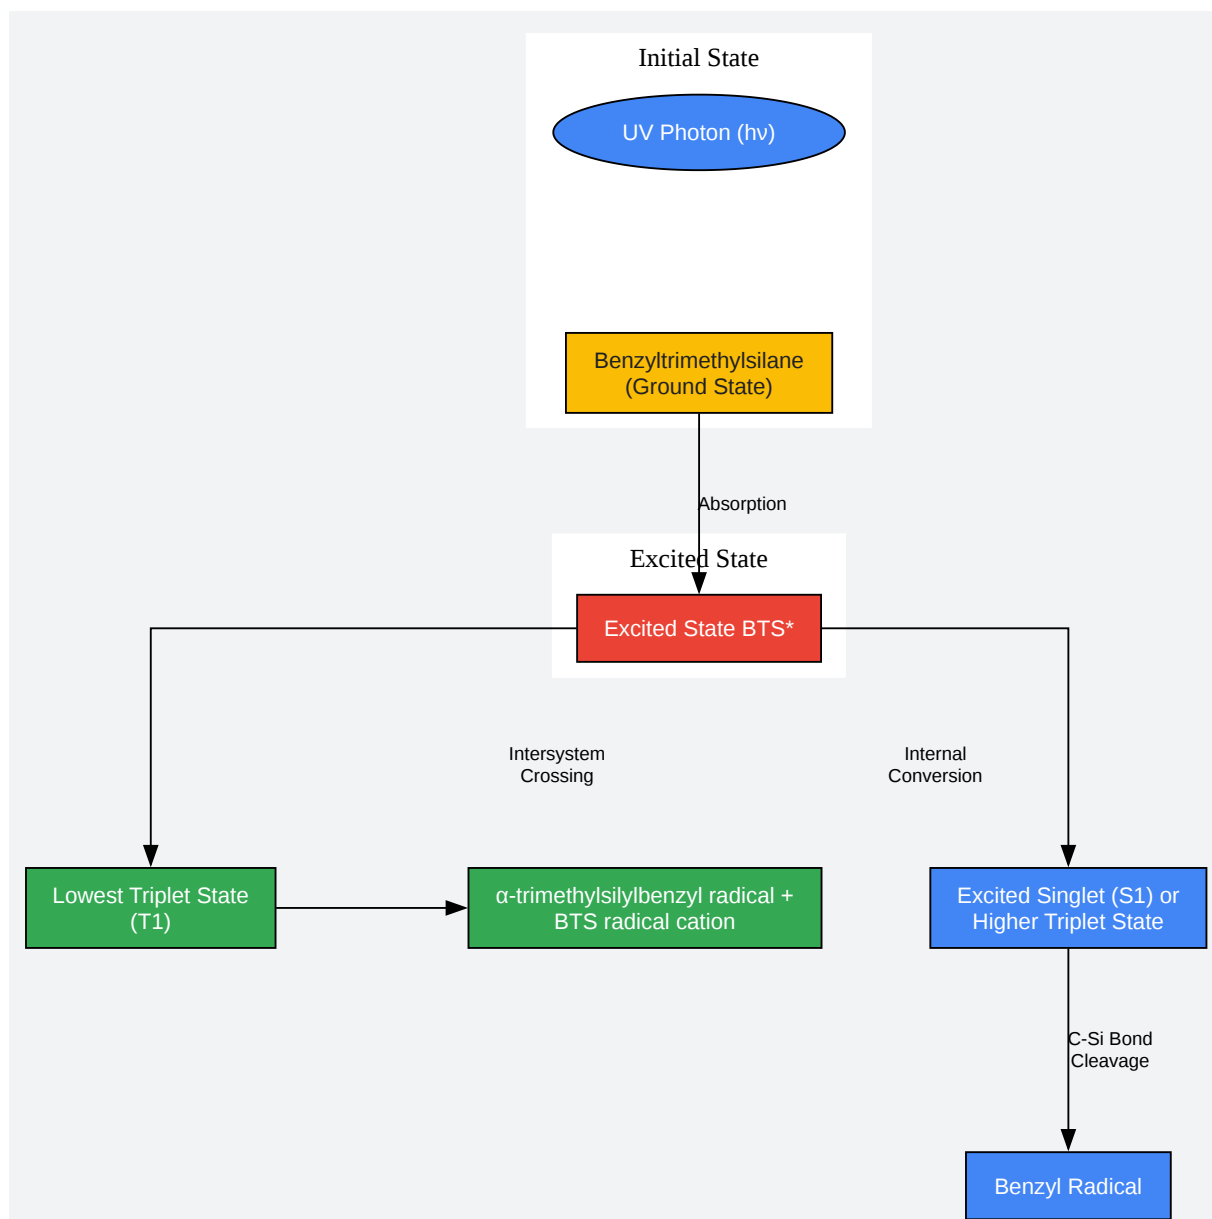 Initial State
UV Photon (hν)
Benzyltrimethylsilane
(Ground State)
Absorption
Excited State
Excited State BTS*
Intersystem
Crossing
Internal
Conversion
Lowest Triplet State
(T1)
α-trimethylsilylbenzyl radical +
BTS radical cation
Excited Singlet (S1) or
Higher Triplet State
C-Si Bond
Cleavage
Benzyl Radical